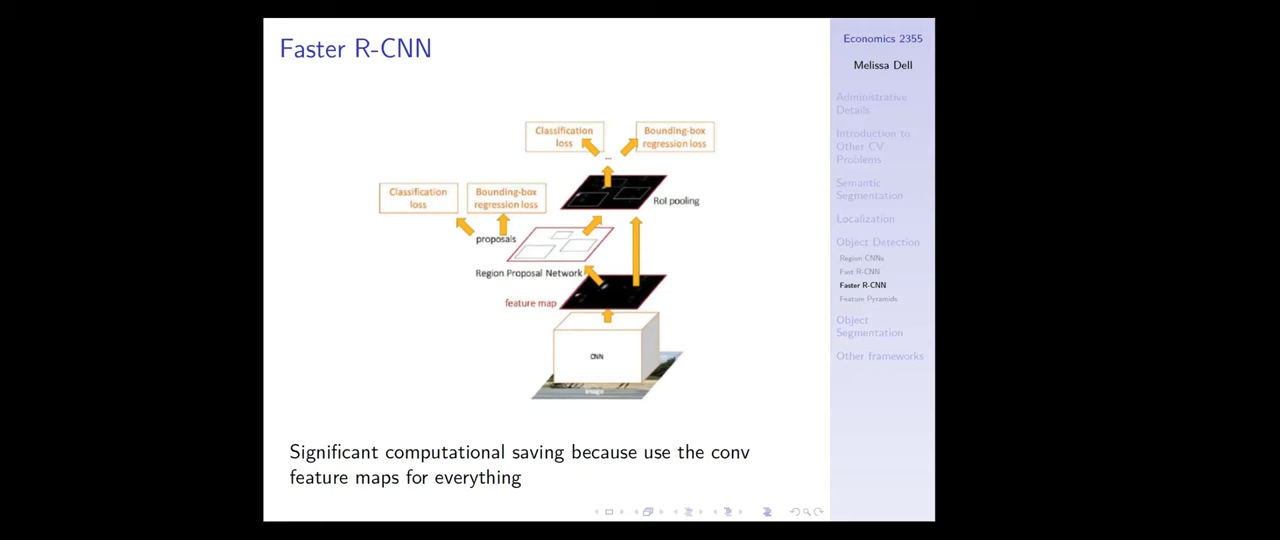 Faster R-CNN
Classification
loss
Bounding-box
regression loss
...
Classification
loss
Bounding-box
regression loss
RoI pooling
proposals
Region Proposal Network
feature map
CNN
image
Significant computational saving because use the conv
feature maps for everything
Economics 2355
Melissa Dell
Administrative
Details
Introduction to
Other CV
Problems
Semantic
Segmentation
Localization
Object Detection
Region CNNs
Fast R-CNN
Faster R-CNN
Feature Pyramids
Object
Segmentation
Other frameworks